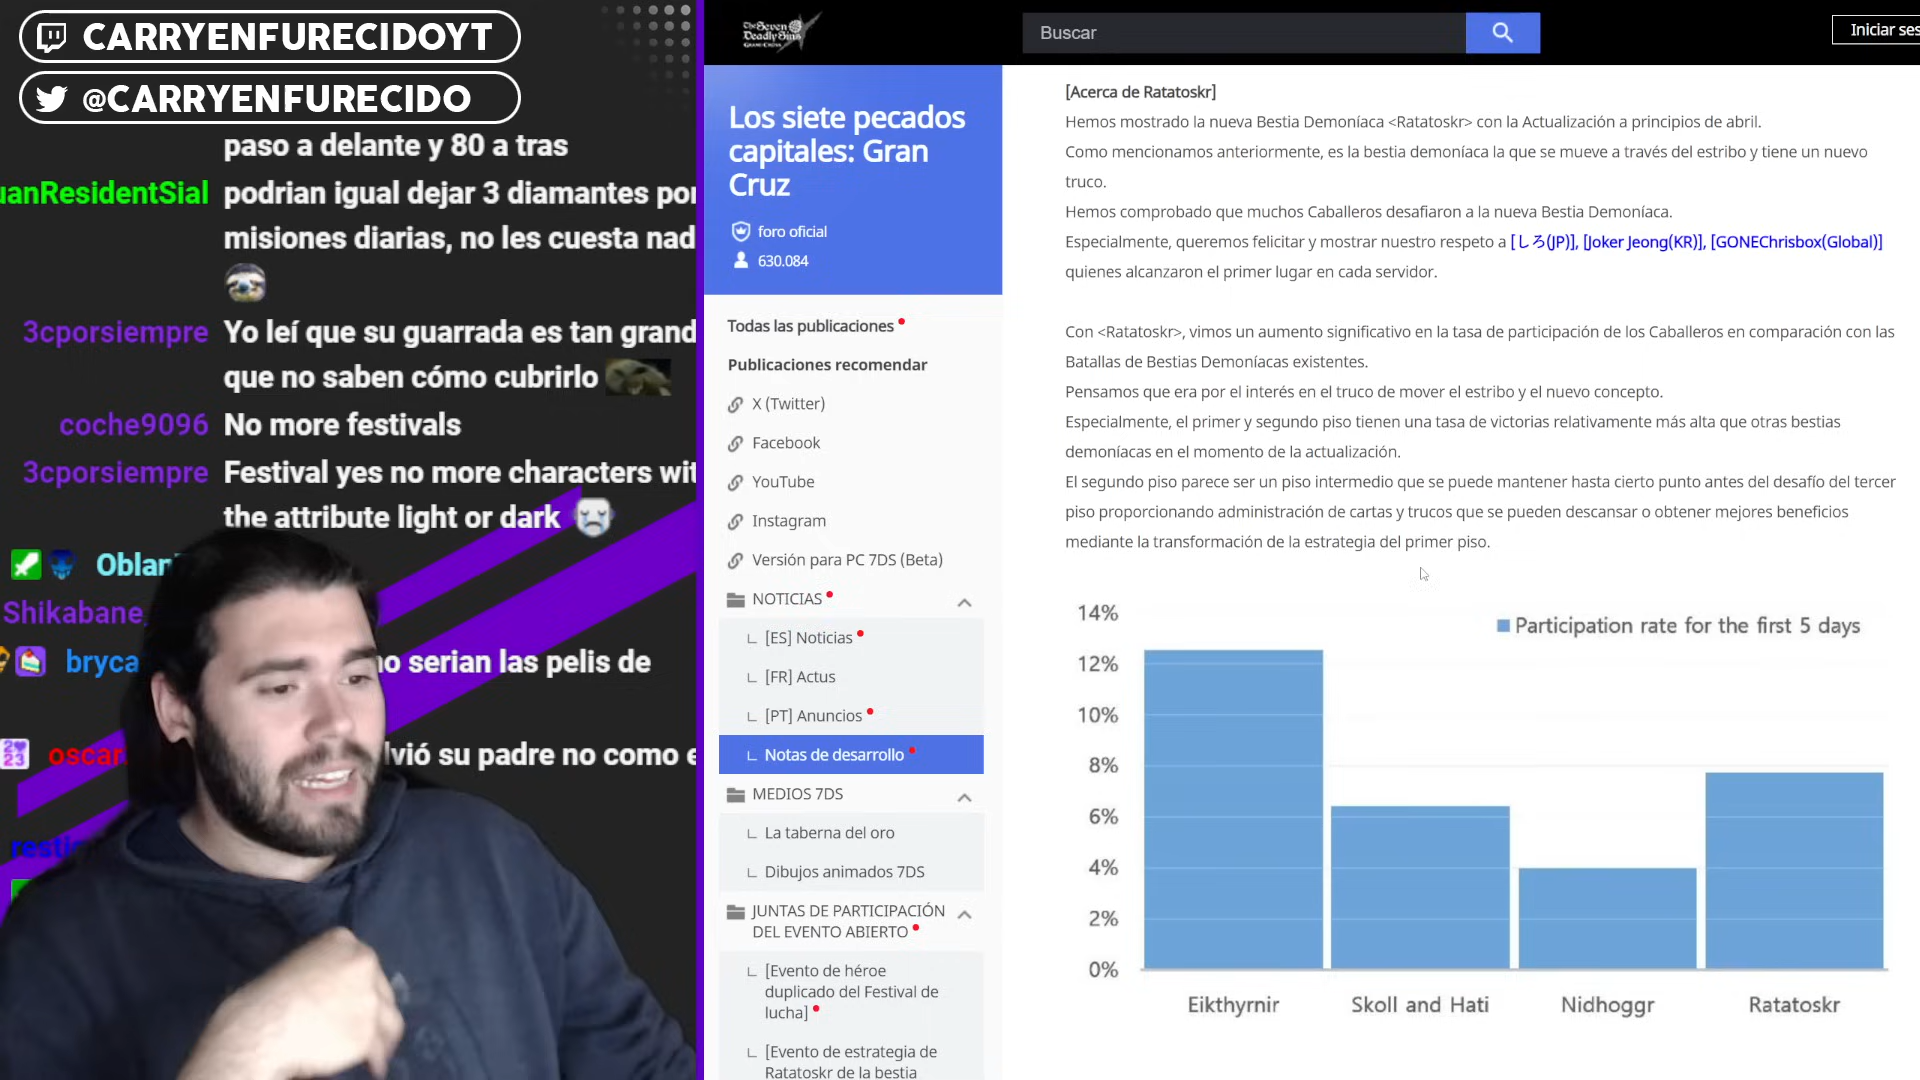 CARRYENFURECIDOYT
@CARRYENFURECIDO
paso a delante y 80 a tras
uanResidentSial podrian igual dejar 3 diamantes por
misiones diarias, no les cuesta nad
3cporsiempre Yo leí que su guarrada es tan grand
que no saben cómo cubrirlo
coche9096 No more festivals
3cporsiempre Festival yes no more characters wit
the attribute light or dark
Oblan
Shikabane_
bryca no serian las pelis de
2023 oscar lvió su padre no como e
The Seven Deadly Sins
GRAND CROSS
Buscar
Iniciar ses
Los siete pecados
capitales: Gran
Cruz
foro oficial
630.084
Todas las publicaciones
Publicaciones recomendar
X (Twitter)
Facebook
YouTube
Instagram
Versión para PC 7DS (Beta)
NOTICIAS
[ES] Noticias
[FR] Actus
[PT] Anuncios
Notas de desarrollo
MEDIOS 7DS
La taberna del oro
Dibujos animados 7DS
JUNTAS DE PARTICIPACIÓN
DEL EVENTO ABIERTO
[Evento de héroe
duplicado del Festival de
lucha]
[Evento de estrategia de
Ratatoskr de la bestia
[Acerca de Ratatoskr]
Hemos mostrado la nueva Bestia Demoníaca <Ratatoskr> con la Actualización a principios de abril.
Como mencionamos anteriormente, es la bestia demoníaca la que se mueve a través del estribo y tiene un nuevo
truco.
Hemos comprobado que muchos Caballeros desafiaron a la nueva Bestia Demoníaca.
Especialmente, queremos felicitar y mostrar nuestro respeto a [しろ(JP)], [Joker Jeong(KR)], [GONEChrisbox(Global)]
quienes alcanzaron el primer lugar en cada servidor.
Con <Ratatoskr>, vimos un aumento significativo en la tasa de participación de los Caballeros en comparación con las
Batallas de Bestias Demoníacas existentes.
Pensamos que era por el interés en el truco de mover el estribo y el nuevo concepto.
Especialmente, el primer y segundo piso tienen una tasa de victorias relativamente más alta que otras bestias
demoníacas en el momento de la actualización.
El segundo piso parece ser un piso intermedio que se puede mantener hasta cierto punto antes del desafío del tercer
piso proporcionando administración de cartas y trucos que se pueden descansar o obtener mejores beneficios
mediante la transformación de la estrategia del primer piso.
Participation rate for the first 5 days
14%
12%
10%
8%
6%
4%
2%
0%
Eikthyrnir Skoll and Hati Nidhoggr Ratatoskr